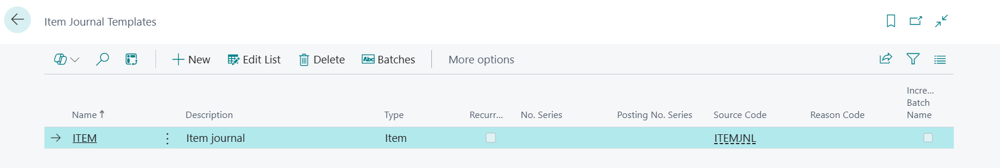 Item Journal Templates
New Edit List Delete Abc Batches More options
Incre...
Batch
Name Description Type Recurr... No. Series Posting No. Series Source Code Reason Code Name
ITEM Item journal Item ITEMJNL